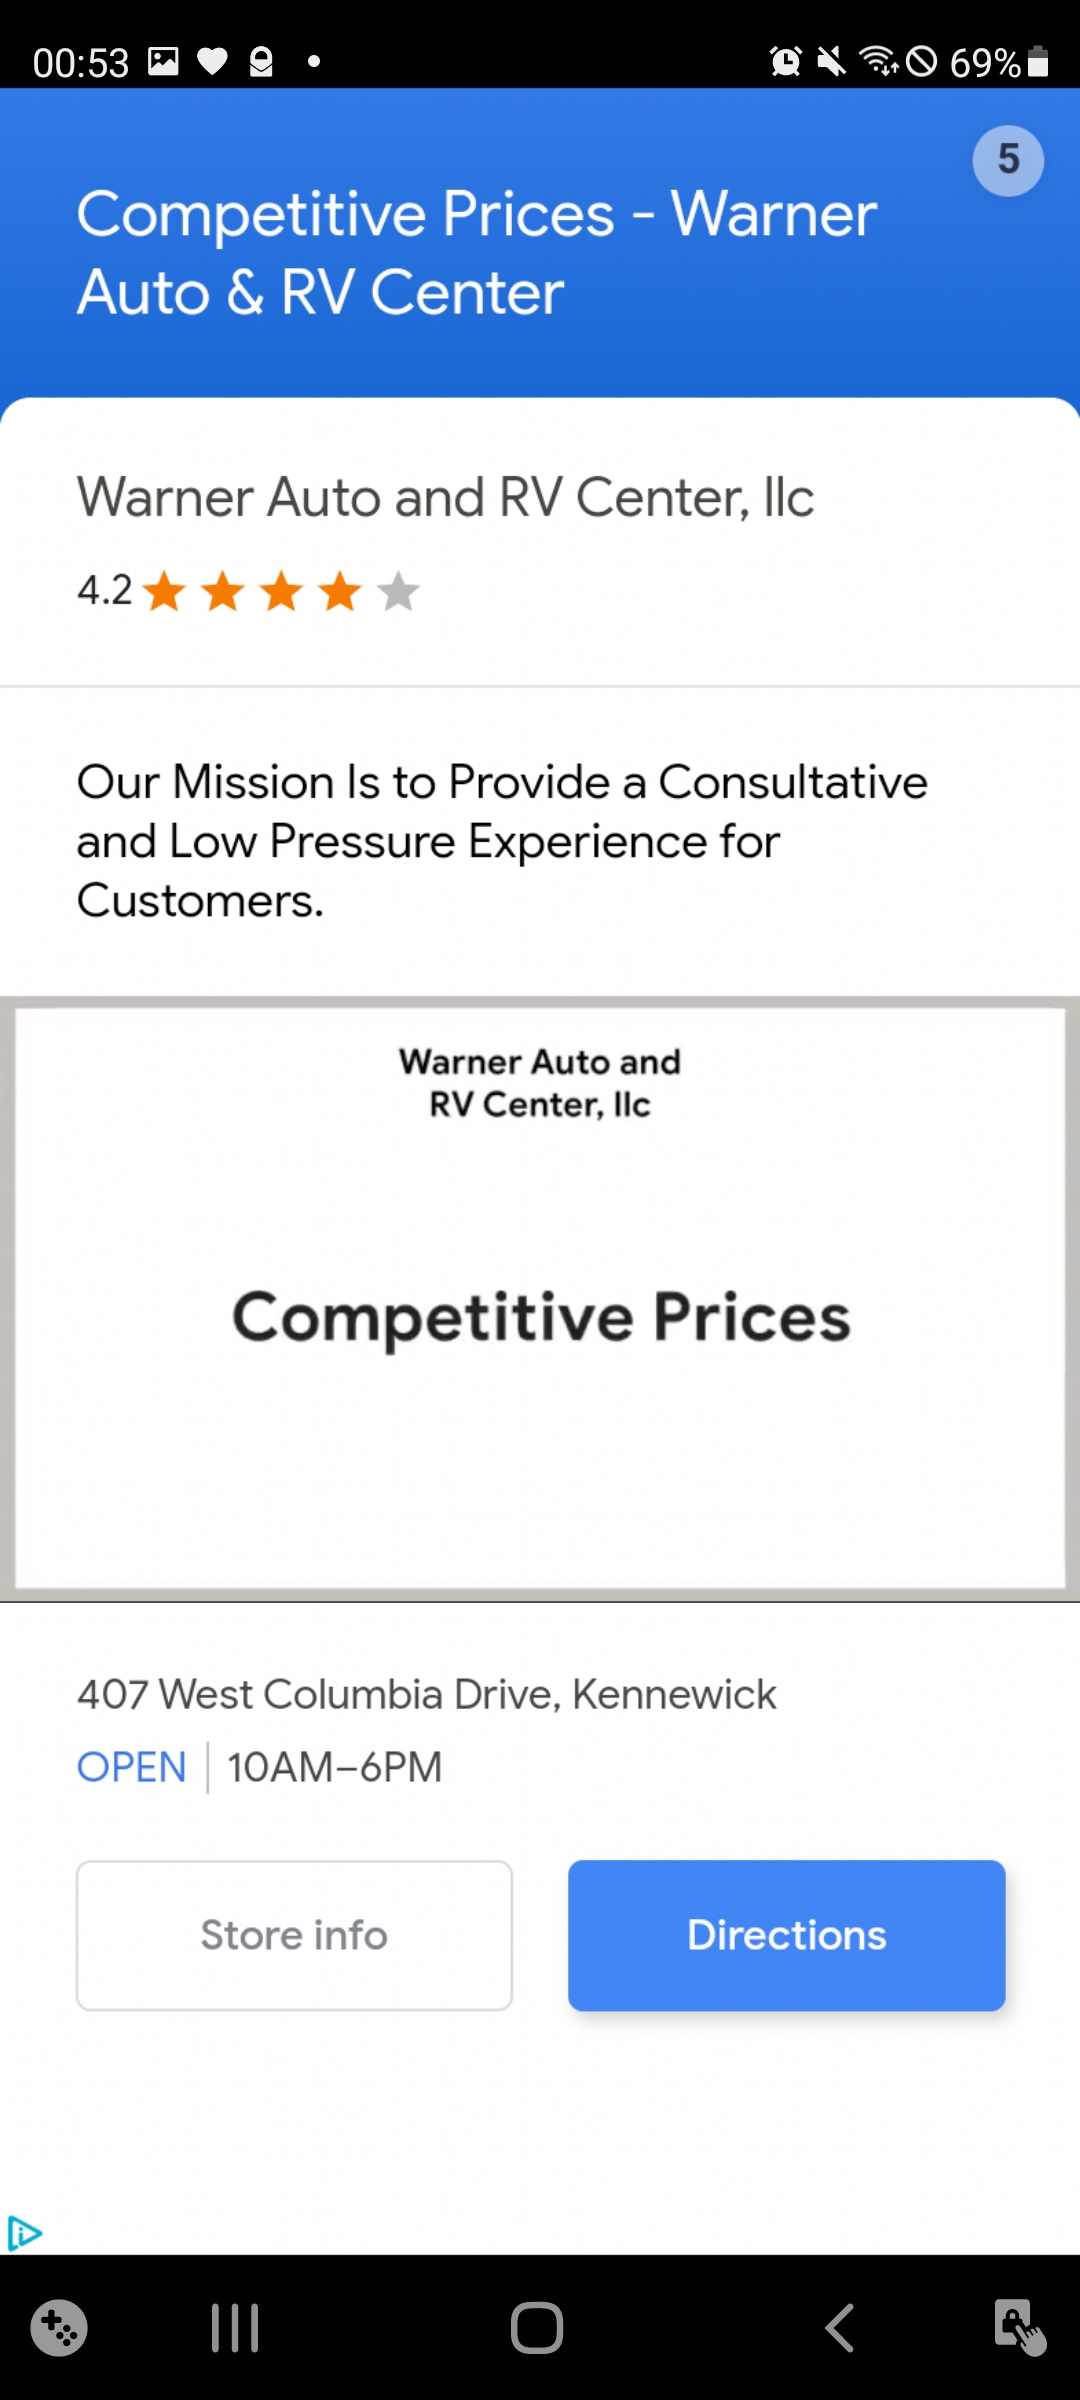 00:53
69%
5
Competitive Prices - Warner
Auto & RV Center
Warner Auto and RV Center, llc
4.2
Our Mission Is to Provide a Consultative
and Low Pressure Experience for
Customers.
Warner Auto and
RV Center, llc
Competitive Prices
407 West Columbia Drive, Kennewick
OPEN 10AM–6PM
Store info
Directions